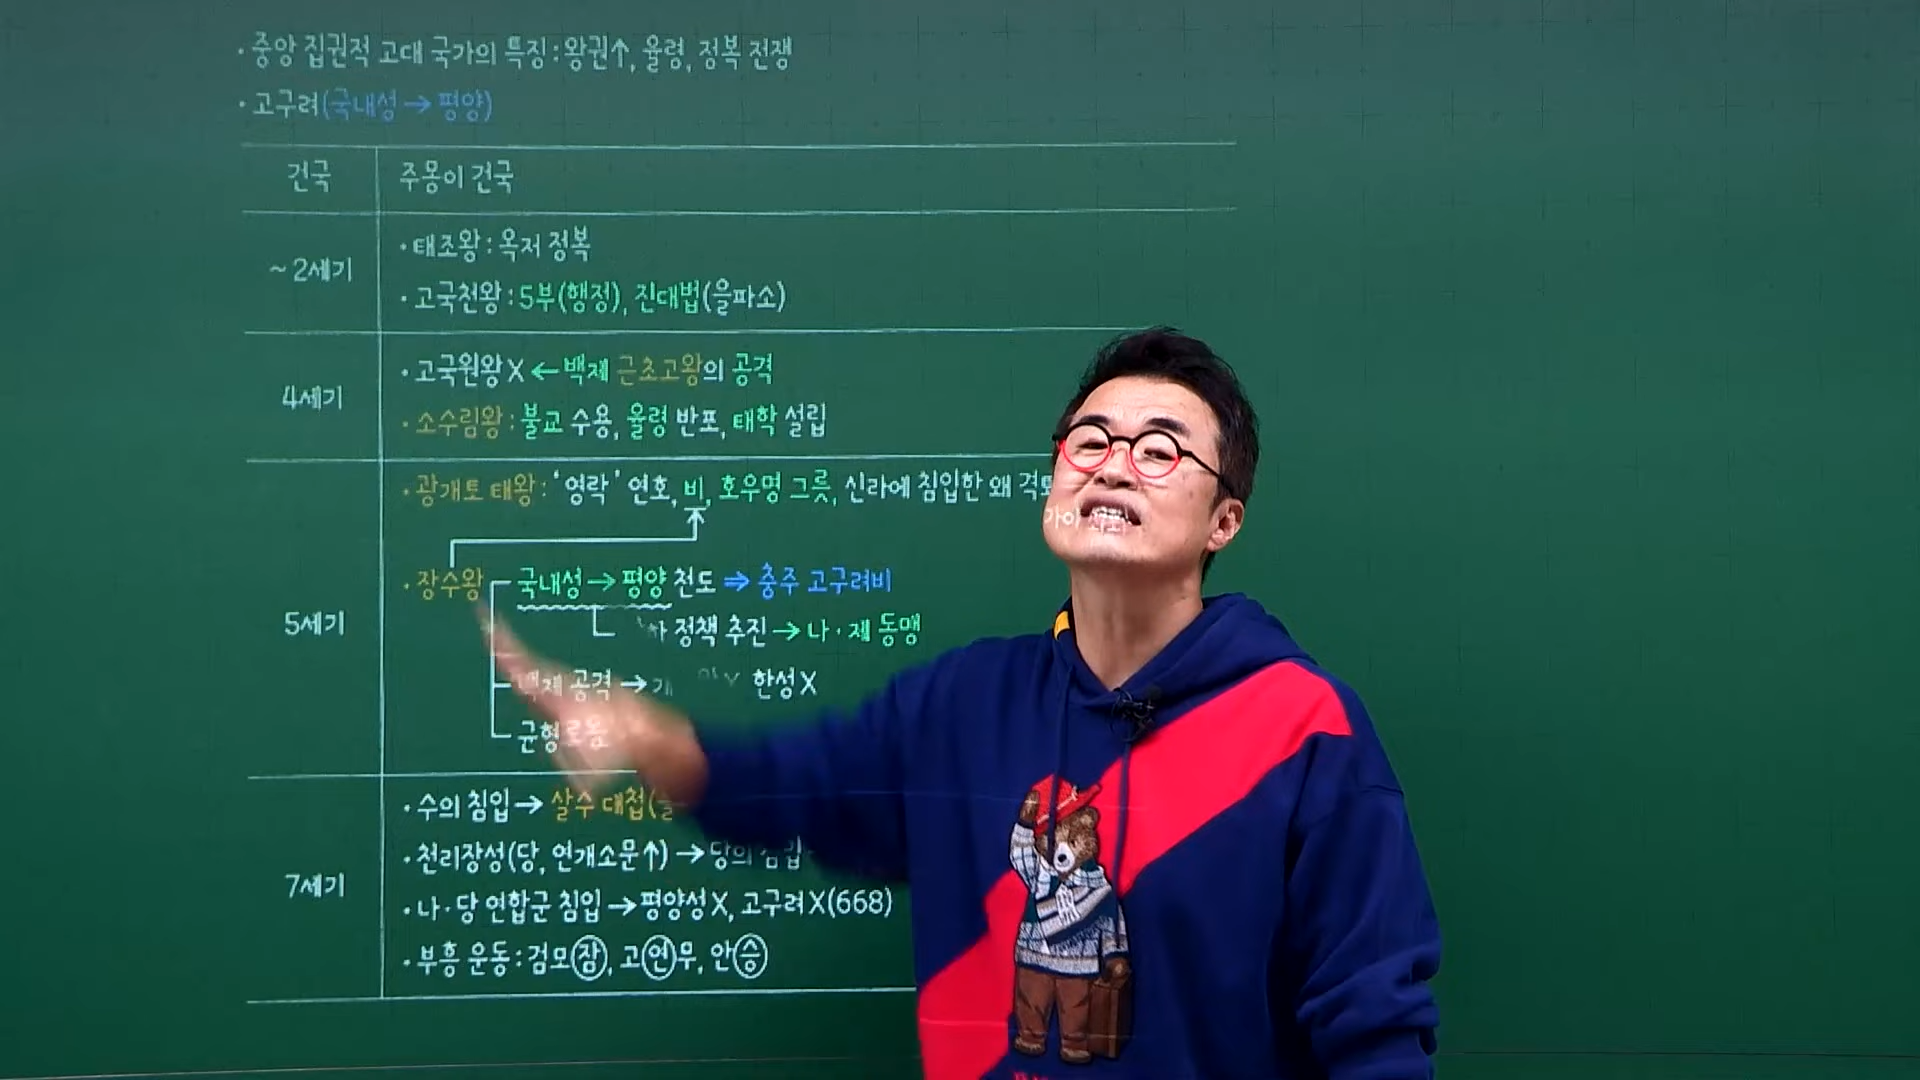 · 중앙 집권적 고대 국가의 특징 : 왕권↑, 율령, 정복 전쟁
· 고구려(국내성 → 평양)
건국
주몽이 건국
~2세기
· 태조왕 : 옥저 정복
· 고국천왕 : 5부(행정), 진대법(을파소)
4세기
· 고국원왕X ← 백제 근초고왕의 공격
· 소수림왕 : 불교 수용, 율령 반포, 태학 설립
5세기
· 광개토 태왕 : '영락' 연호, 비, 호우명 그릇, 신라에 침입한 왜
· 장수왕
국내성 → 평양 천도 ⇒ 충주 고구려비
정책 추진 → 나·제 동맹
백제 공격 → 한성X
7세기
· 수의 침입 → 살수 대첩(
· 천리장성(당, 연개소문↑) → 당의 침입
· 나·당 연합군 침입 → 평양성X, 고구려X(668)
· 부흥 운동 : 검모잠, 고연무, 안승